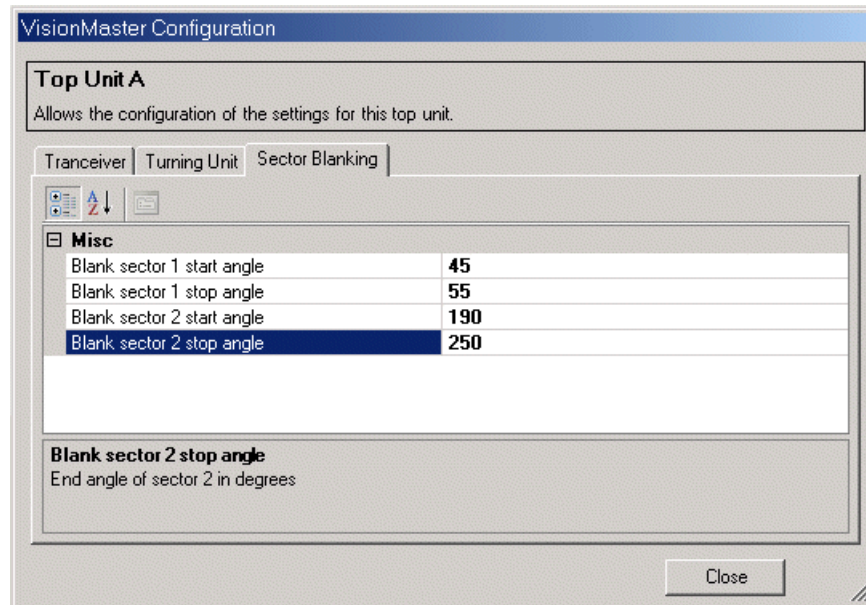 VisionMaster Configuration
Top Unit A
Allows the configuration of the settings for this top unit.
Tranceiver Turning Unit Sector Blanking
A
Z
Misc
Blank sector 1 start angle 45
Blank sector 1 stop angle 55
Blank sector 2 start angle 190
Blank sector 2 stop angle 250
Blank sector 2 stop angle
End angle of sector 2 in degrees
Close